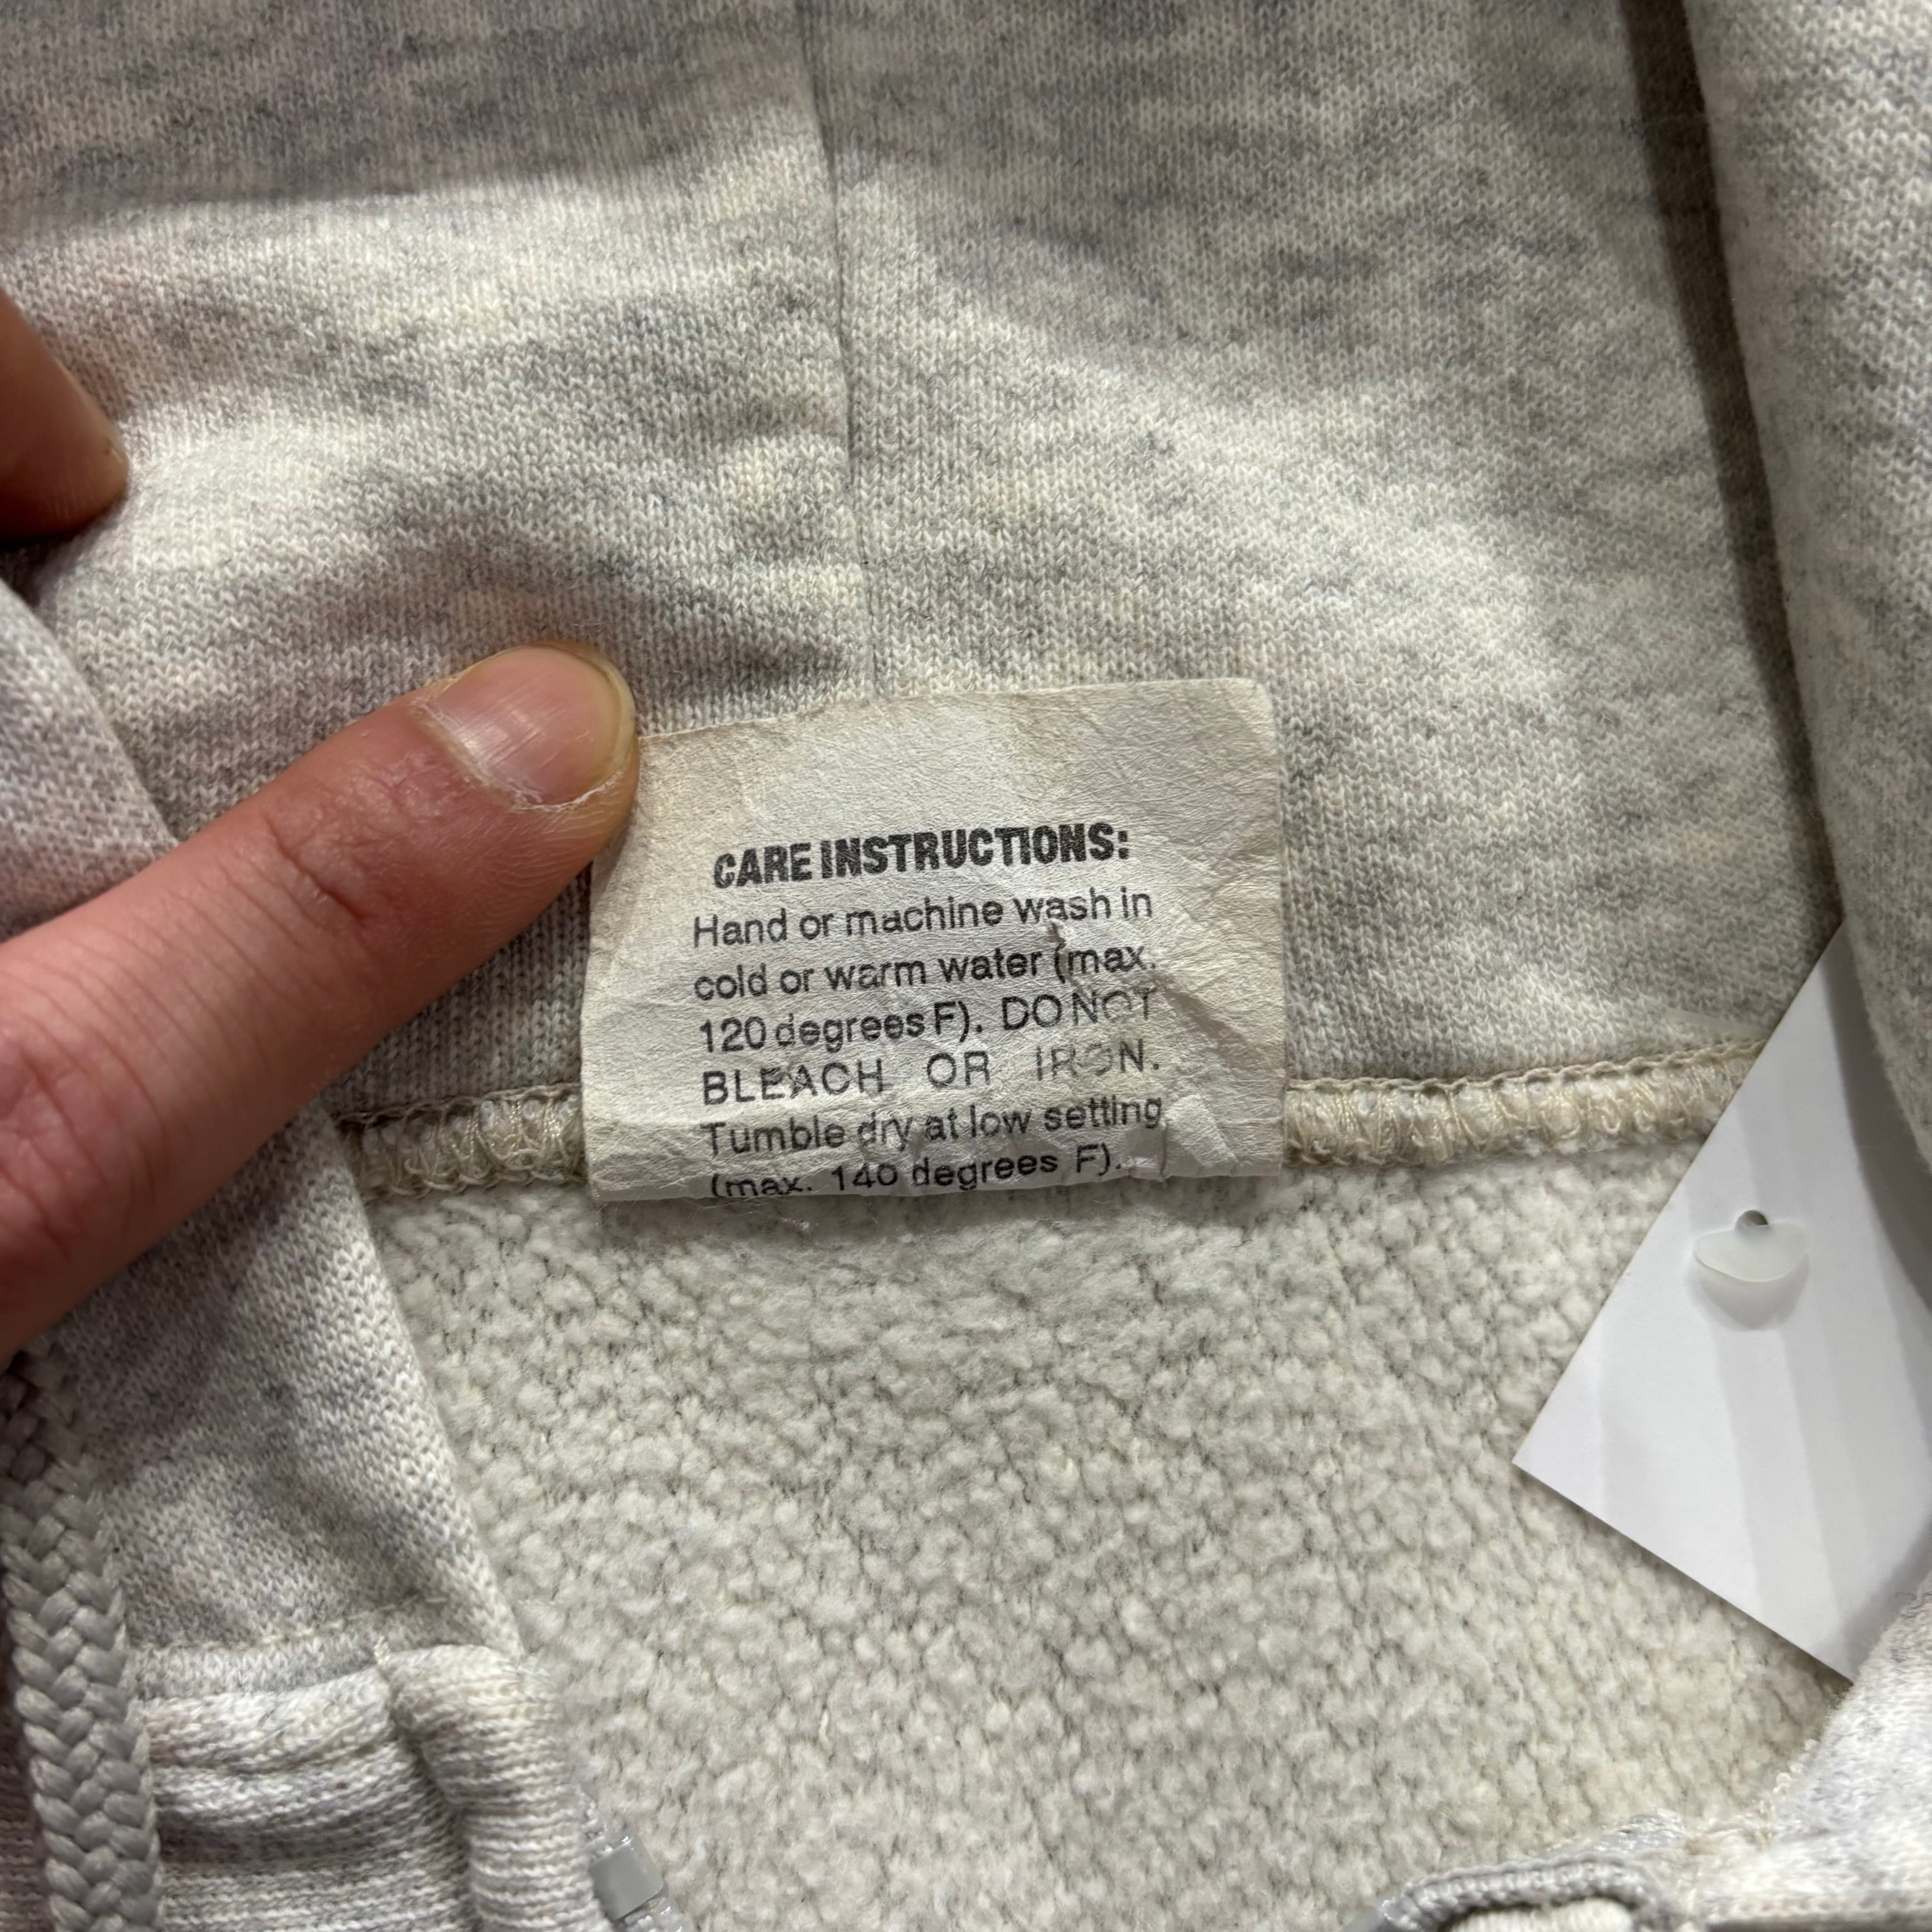 CARE INSTRUCTIONS:
Hand or machine wash in
cold or warm water (max.
120 degrees F). DO NOT
BLEACH OR IRON.
Tumble dry at low setting
(max. 140 degrees F).